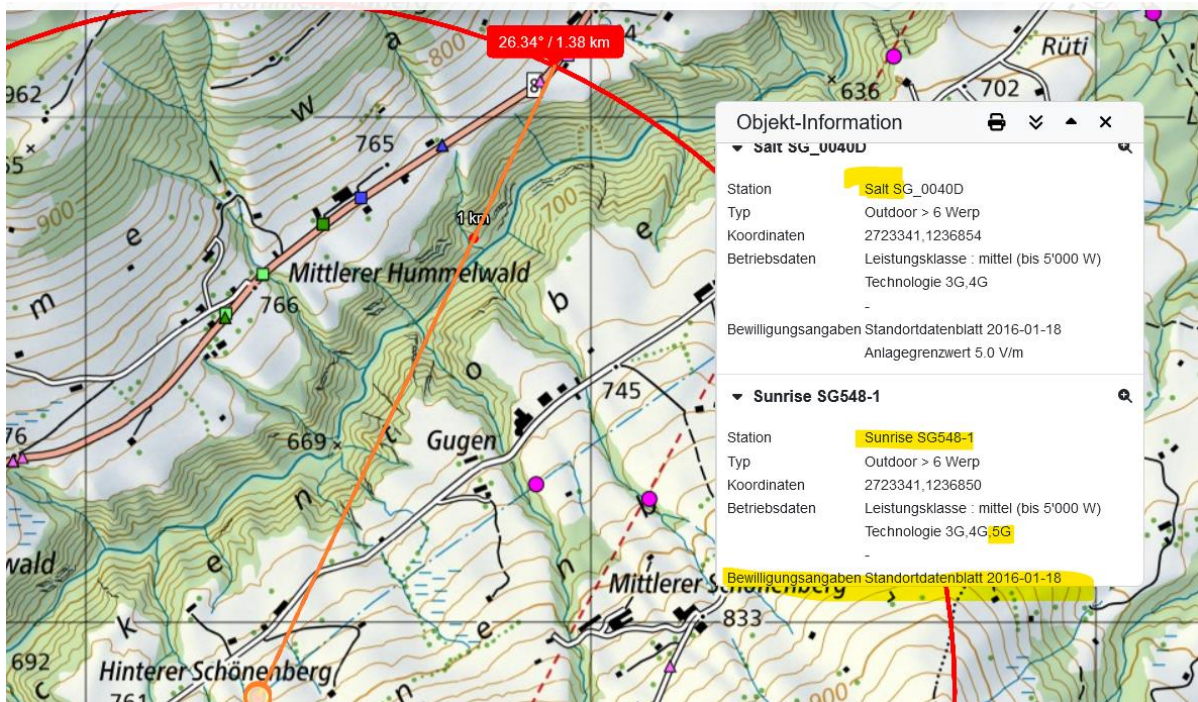 26.34° / 1.38 km
Rüti
962
800
765
636
702
900
700
1 km
Mittlerer Hummelwald
766
745
669
Gugen
76
wald
Mittlerer
833
692
Hinterer Schönenberg
761
900
Objekt-Information
Salt SG_0040D
Station Salt SG_0040D
Typ Outdoor > 6 Werp
Koordinaten 2723341,1236854
Betriebsdaten Leistungsklasse : mittel (bis 5'000 W)
Technologie 3G,4G
-
Bewilligungsangaben Standortdatenblatt 2016-01-18
Anlagegrenzwert 5.0 V/m
Sunrise SG548-1
Station Sunrise SG548-1
Typ Outdoor > 6 Werp
Koordinaten 2723341,1236850
Betriebsdaten Leistungsklasse : mittel (bis 5'000 W)
Technologie 3G,4G,5G
-
Bewilligungsangaben Standortdatenblatt 2016-01-18